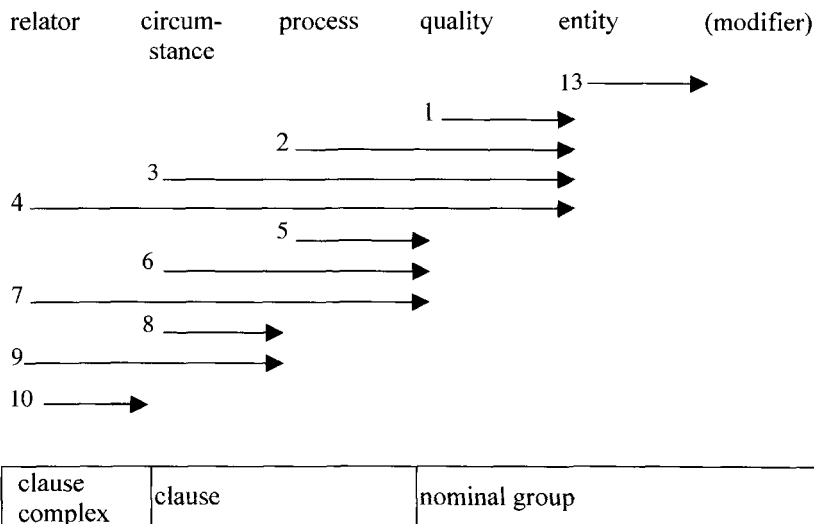 relator circum- process quality entity (modifier)
stance
13
1
2
3
4
5
6
7
8
9
10
clause clause nominal group
complex